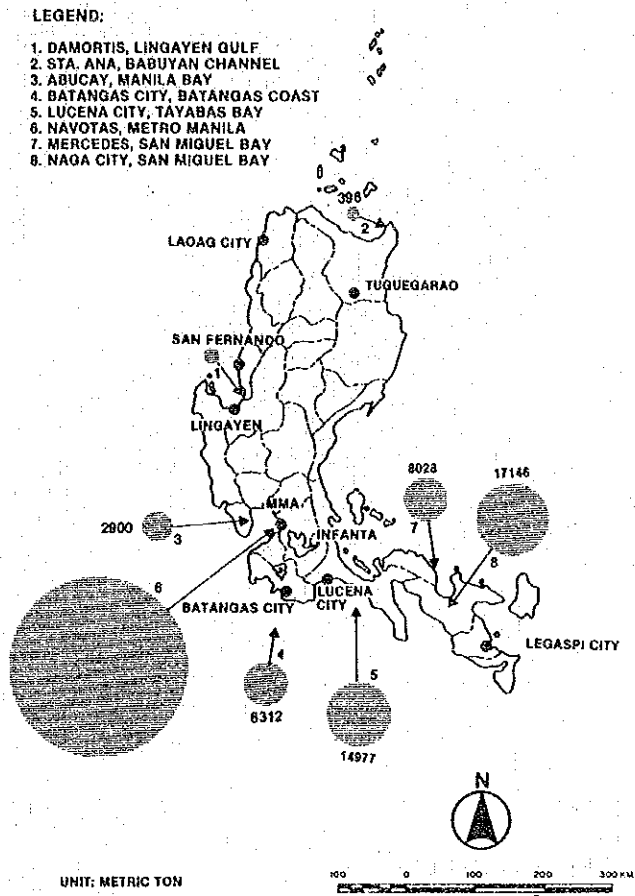 LEGEND:
1. DAMORTIS, LINGAYEN GULF
2. STA. ANA, BABUYAN CHANNEL
3. ABUCAY, MANILA BAY
4. BATANGAS CITY, BATANGAS COAST
5. LUCENA CITY, TAYABAS BAY
6. NAVOTAS, METRO MANILA
7. MERCEDES, SAN MIGUEL BAY
8. NAGA CITY, SAN MIGUEL BAY
396
2
LAOAG CITY
TUGUEGARAO
SAN FERNANDO
1
LINGAYEN
8028
17146
MMA
2900
3
INFANTA
7
6
8
BATANGAS CITY
LUCENA
CITY
LEGASPI CITY
4
5
6312
14977
N
UNIT: METRIC TON
100 0 100 200 300 KM